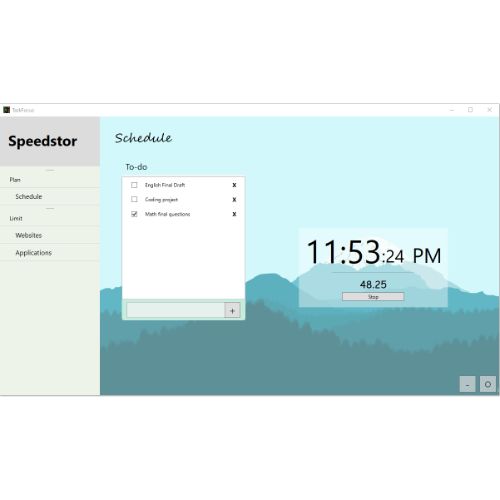 TaskFocus
Speedstor
Plan
Schedule
Limit
Websites
Applications
Schedule
To-do
English Final Draft X
Coding project X
Math final questions X
+
11:53:24 PM
48.25
Stop
- O